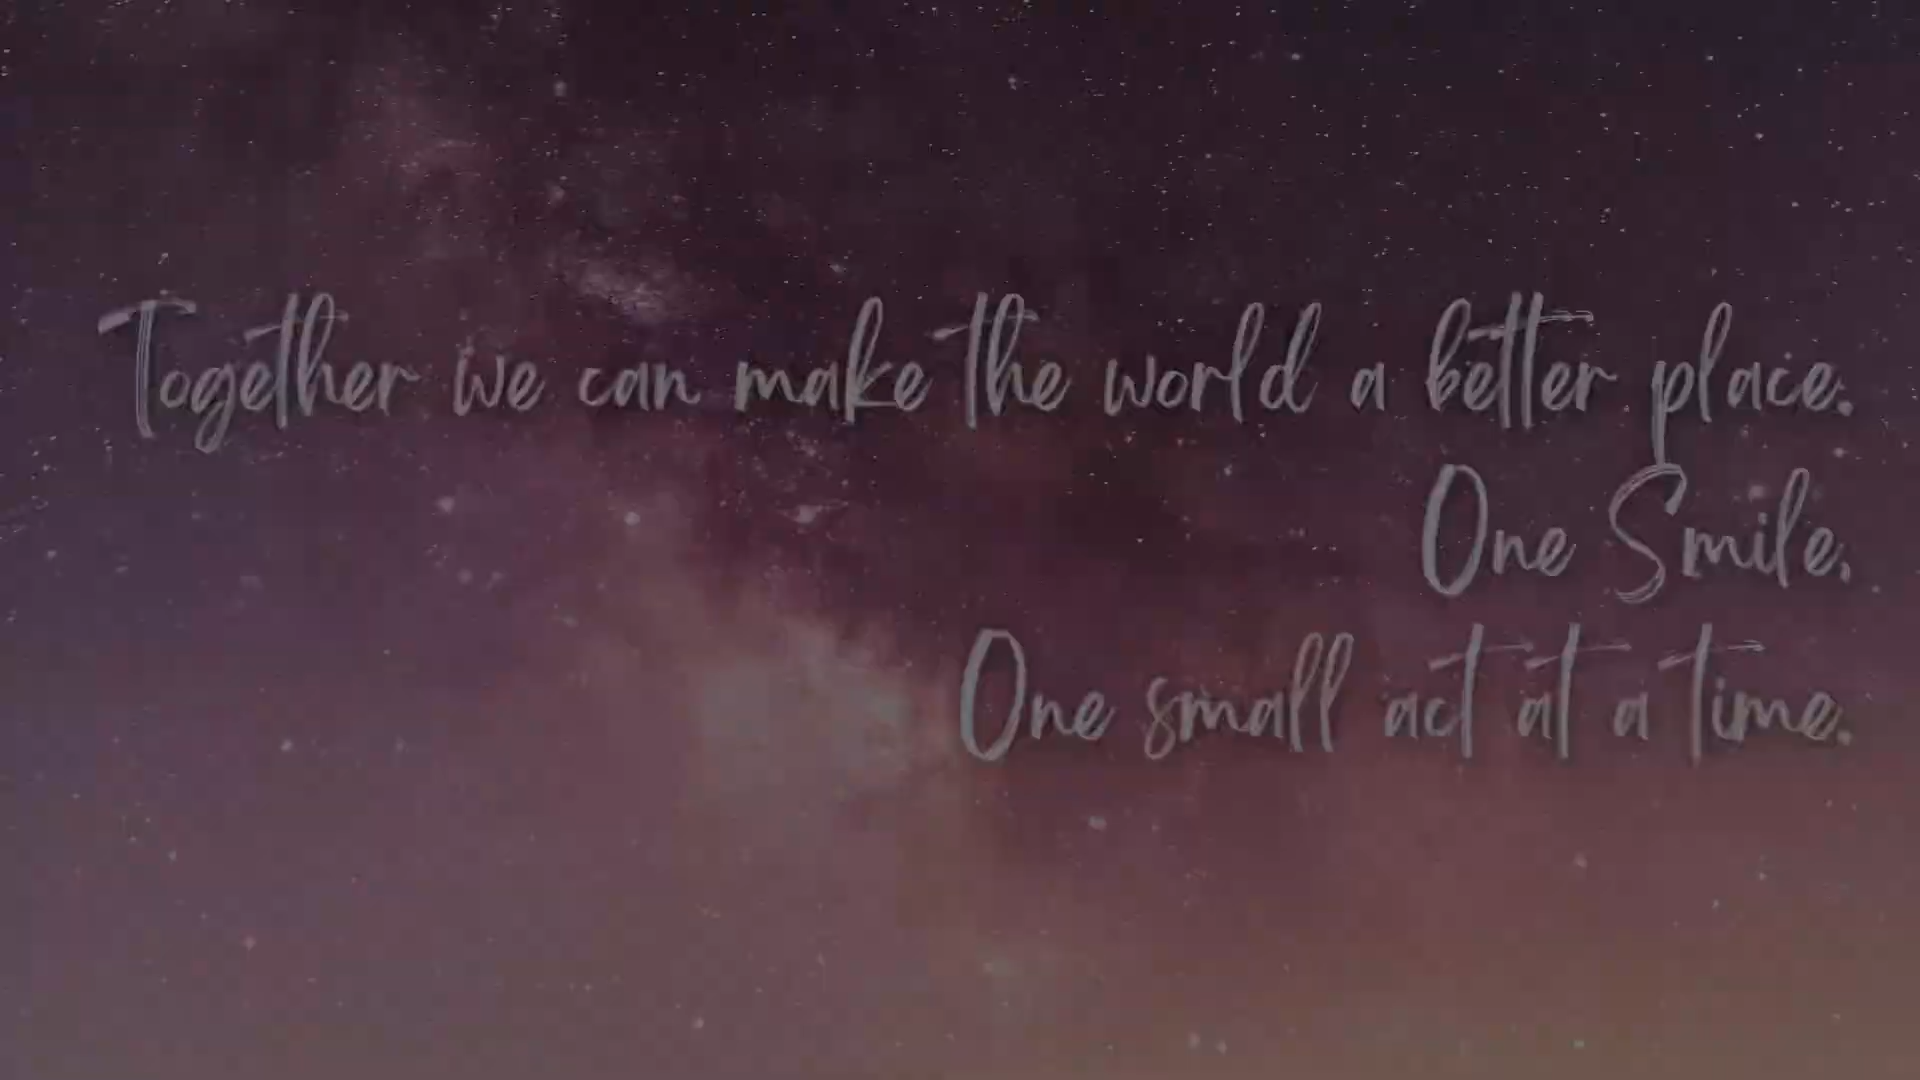 Together we can make the world a better place.
One Smile.
One small act at a time.